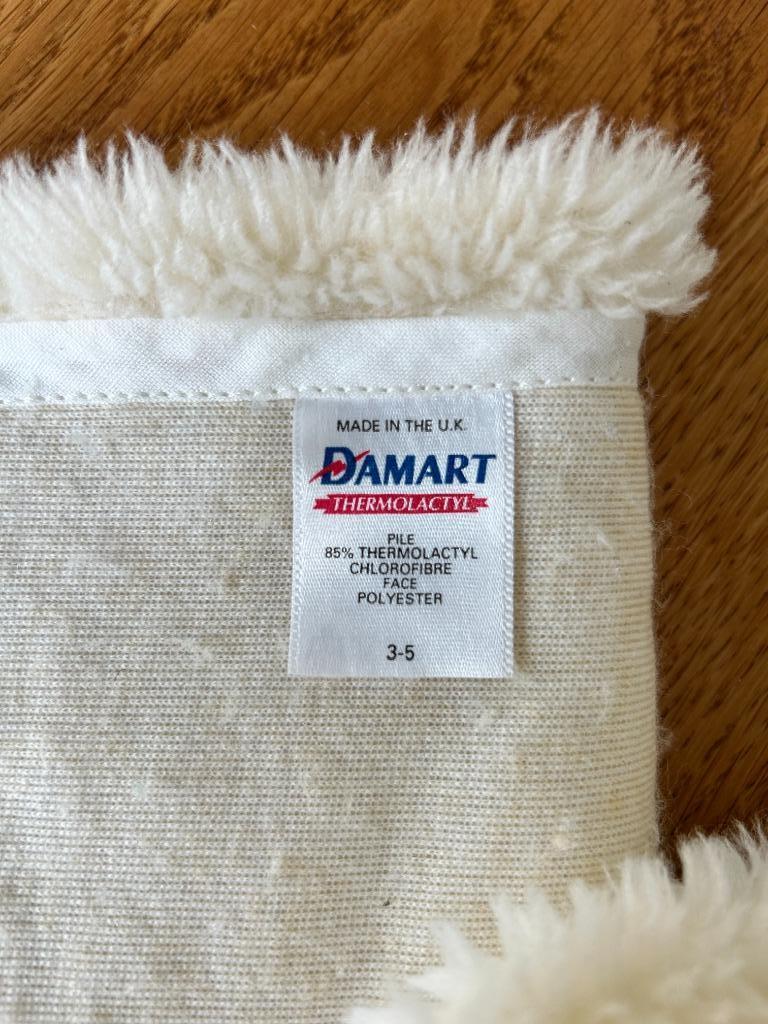 MADE IN THE U.K.
DAMART
THERMOLACTYL
PILE
85% THERMOLACTYL
CHLOROFIBRE
FACE
POLYESTER
3-5